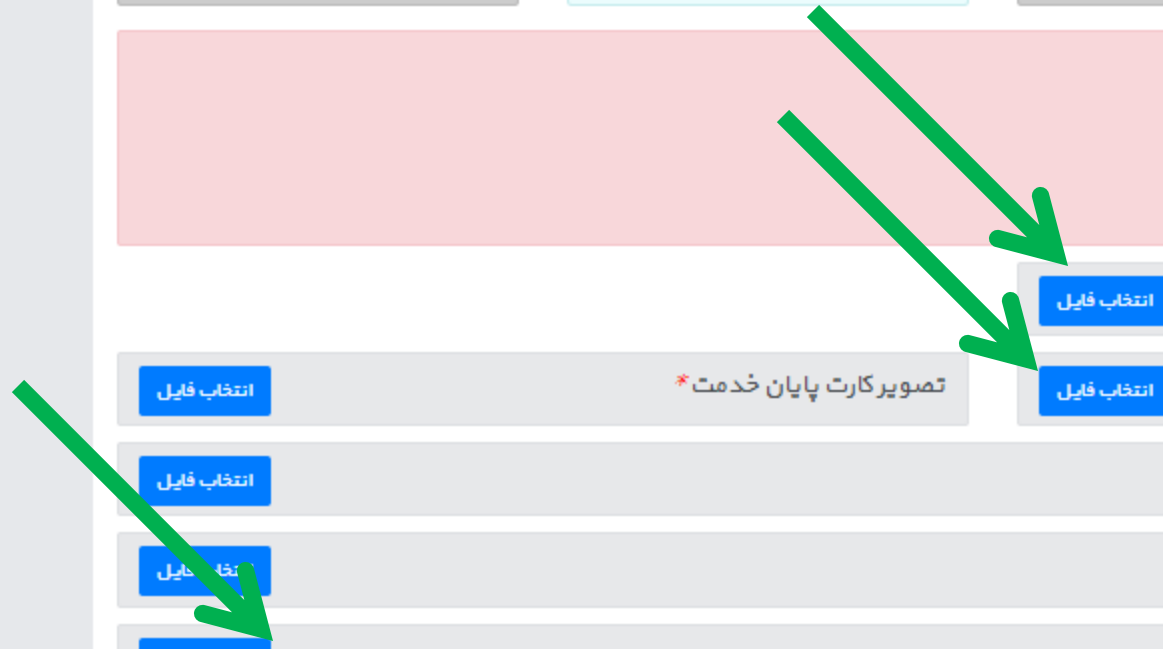 انتخاب فایل
انتخاب فایل
تصویر کارت پایان خدمت *
انتخاب فایل
انتخاب فایل